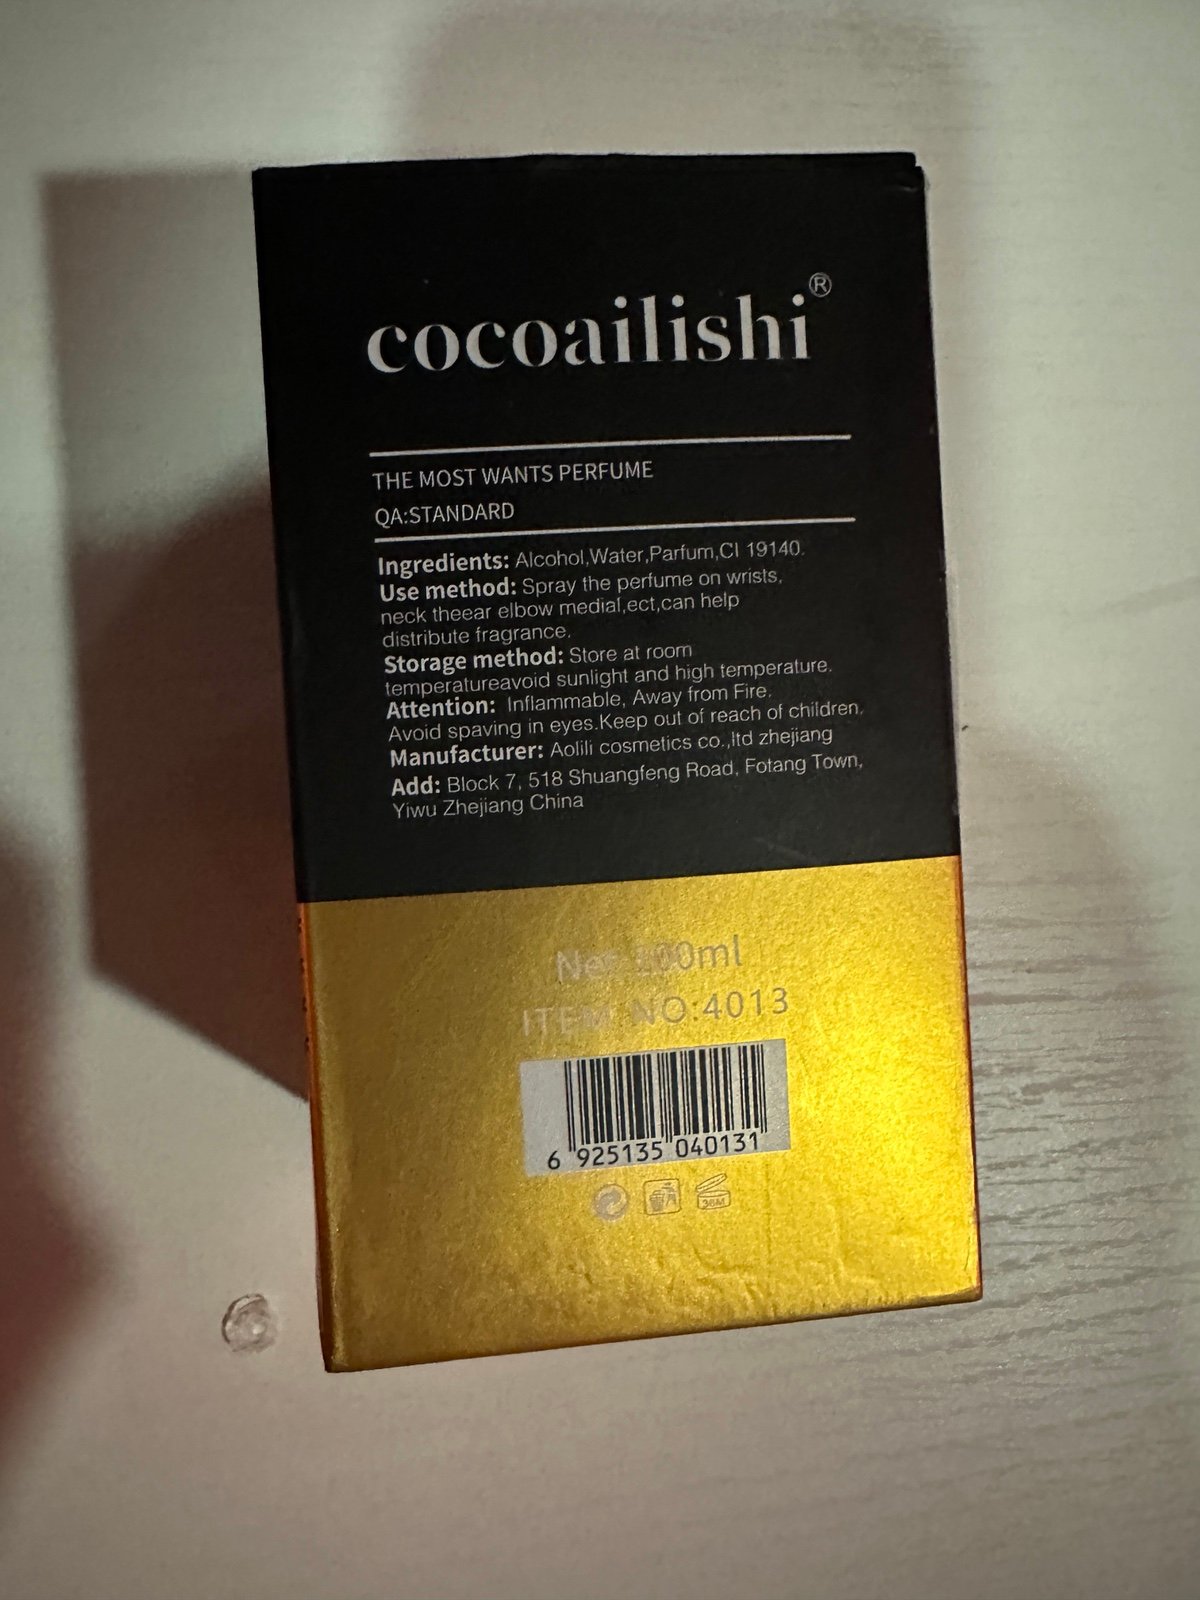 cocoailishi®
THE MOST WANTS PERFUME
QA:STANDARD
Ingredients: Alcohol,Water,Parfum,CI 19140.
Use method: Spray the perfume on wrists,
neck theear elbow medial,ect,can help
distribute fragrance.
Storage method: Store at room
temperatureavoid sunlight and high temperature.
Attention: Inflammable, Away from Fire.
Avoid spaving in eyes.Keep out of reach of children.
Manufacturer: Aolili cosmetics co.,ltd zhejiang
Add: Block 7, 518 Shuangfeng Road, Fotang Town,
Yiwu Zhejiang China
Net 100ml
ITEM NO:4013
6 925135 040131
36M